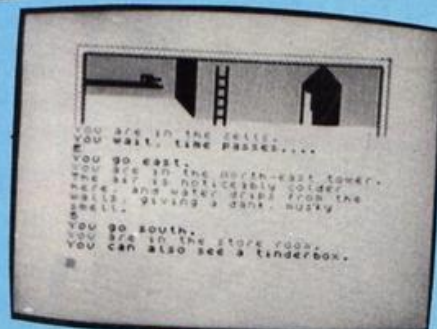 You are in the cells.
You wait, time passes....
E
You go east.
You are in the north-east tower.
The air is noticeably colder
here, and water drips from the
walls, giving a dank, musky
smell.
S
You go south.
You are in the store room.
You can also see a tinderbox.